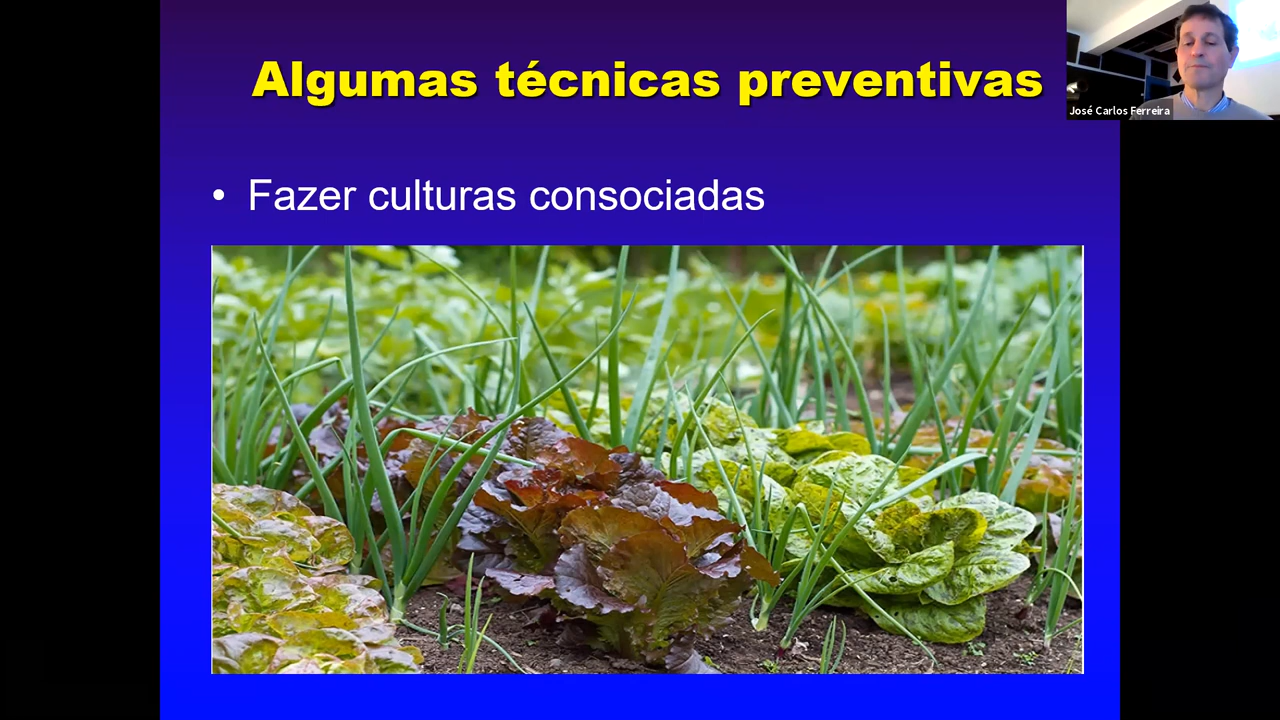 Algumas técnicas preventivas
José Carlos Ferreira
• Fazer culturas consociadas